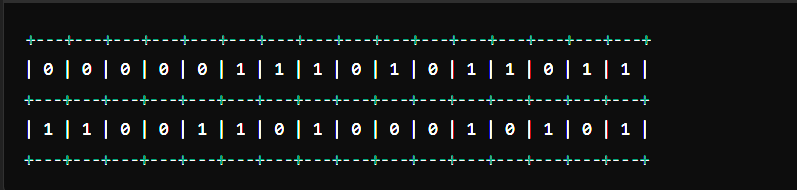 +---+---+---+---+---+---+---+---+---+---+---+---+---+---+---+---+
| 0 | 0 | 0 | 0 | 0 | 1 | 1 | 1 | 0 | 1 | 0 | 1 | 1 | 0 | 1 | 1 |
+---+---+---+---+---+---+---+---+---+---+---+---+---+---+---+---+
| 1 | 1 | 0 | 0 | 1 | 1 | 0 | 1 | 0 | 0 | 0 | 1 | 0 | 1 | 0 | 1 |
+---+---+---+---+---+---+---+---+---+---+---+---+---+---+---+---+